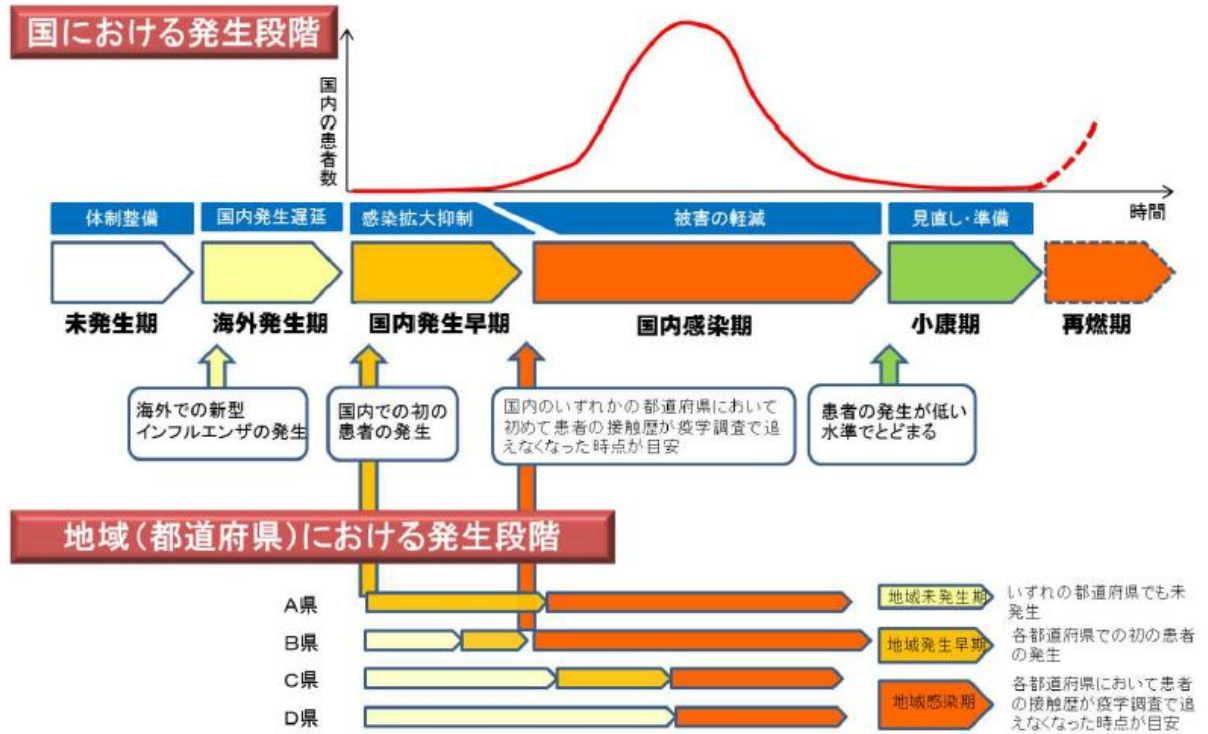 国における発生段階
国内の患者数
時間
体制整備
国内発生遅延
感染拡大抑制
被害の軽減
見直し・準備
未発生期
海外発生期
国内発生早期
国内感染期
小康期
再燃期
海外での新型
インフルエンザの発生
国内での初の
患者の発生
国内のいずれかの都道府県において
初めて患者の接触歴が疫学調査で追
えなくなった時点が目安
患者の発生が低い
水準でとどまる
地域(都道府県)における発生段階
A県
B県
C県
D県
地域未発生期
いずれの都道府県でも未
発生
地域発生早期
各都道府県での初の患者
の発生
地域感染期
各都道府県において患者
の接触歴が疫学調査で追
えなくなった時点が目安